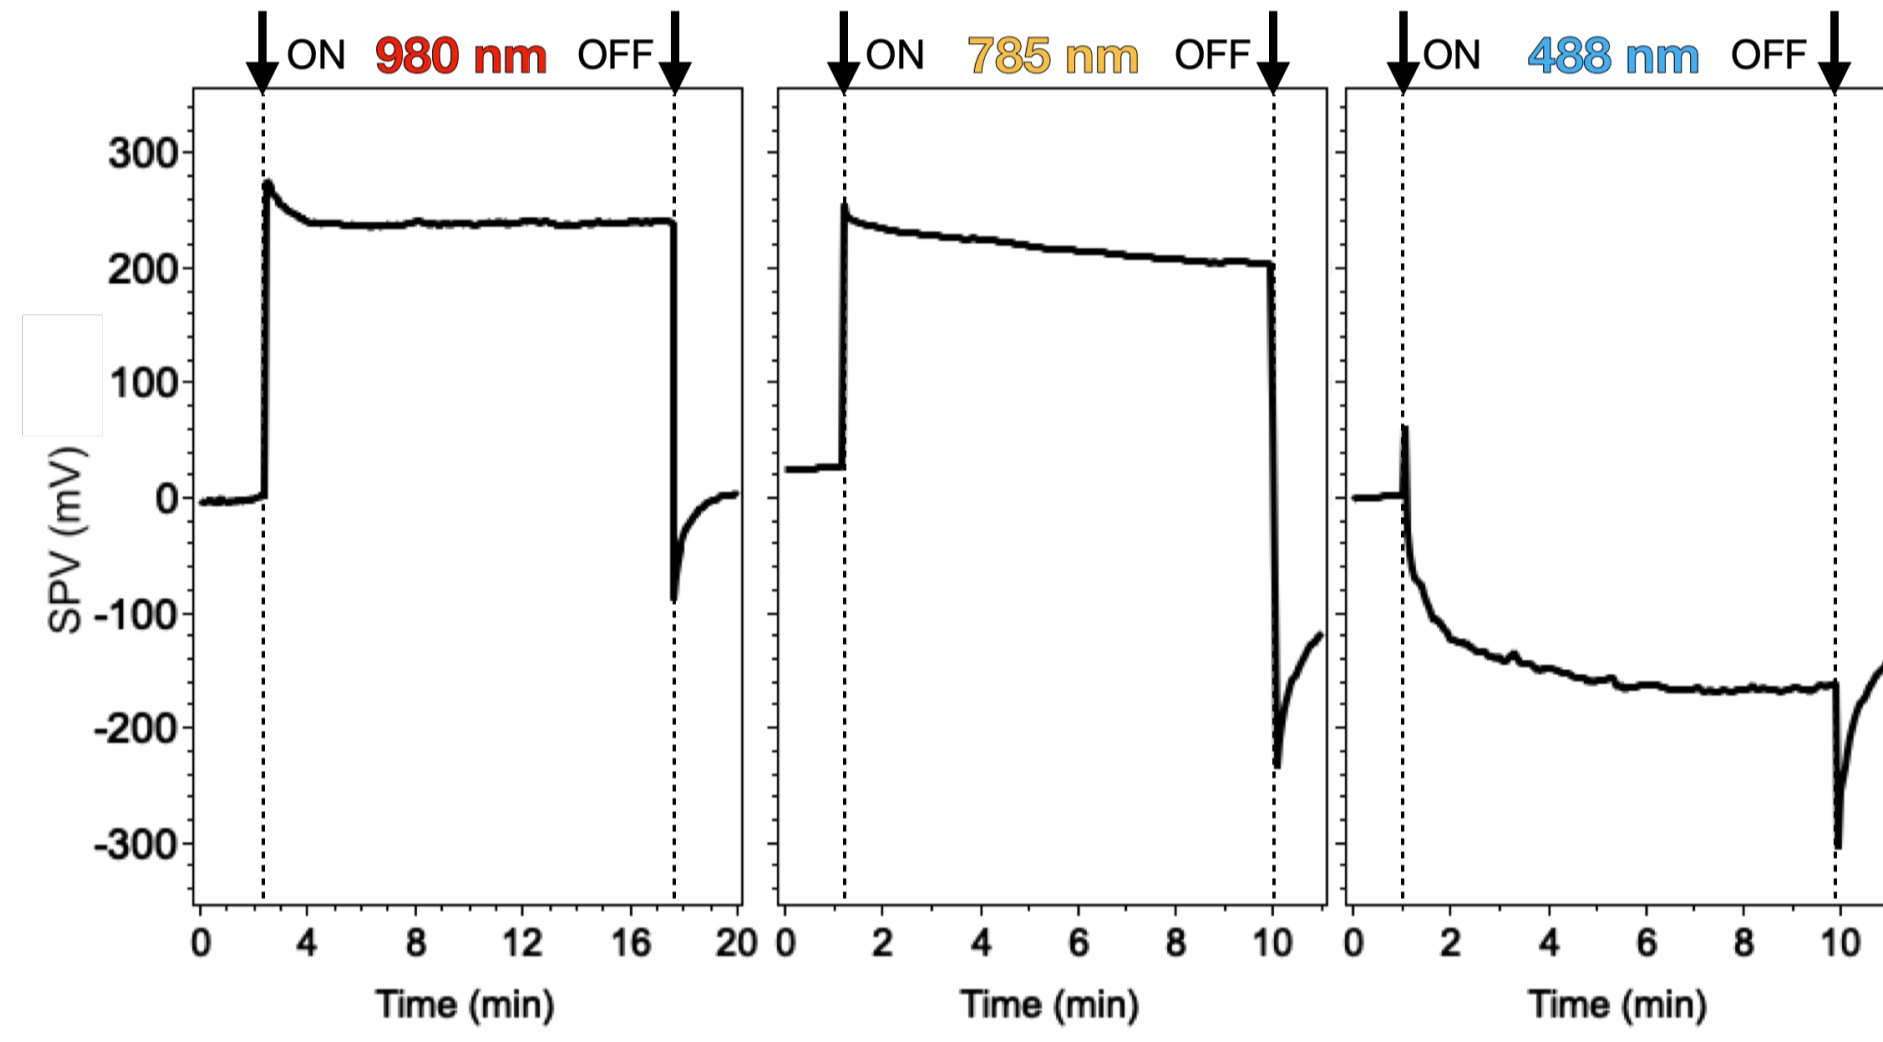 ON 980 nm OFF
ON 785 nm OFF
ON 488 nm OFF
300
200
100
0
-100
-200
-300
SPV (mV)
0 4 8 12 16 20
0 2 4 6 8 10
0 2 4 6 8 10
Time (min)
Time (min)
Time (min)